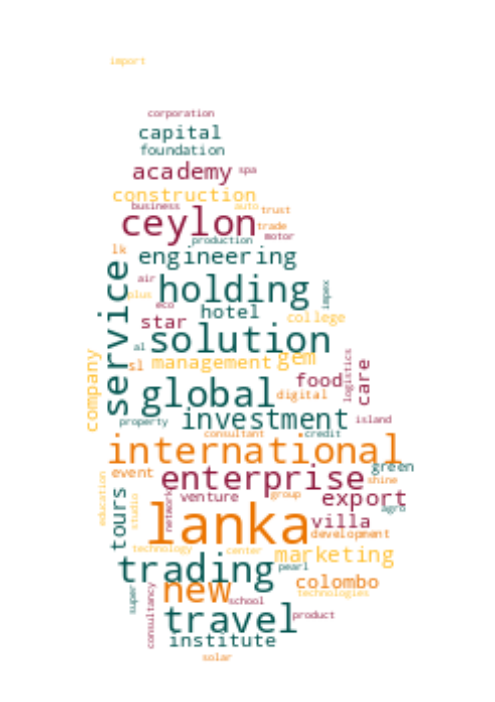 import
corporation
capital
foundation
academy spa
construction
business auto trust
ceylon trade
production motor
lk engineering
service
air holding impex
plus
eco hotel
star college
al solution
company sl management gem
logistics care
food
global digital
property investment island
consultant credit
international
event enterprise green
education tours venture group shine
studio network export agro
lanka villa
development
technology center marketing
trading pearl
super new colombo
consultancy school technologies
travel product
institute
solar